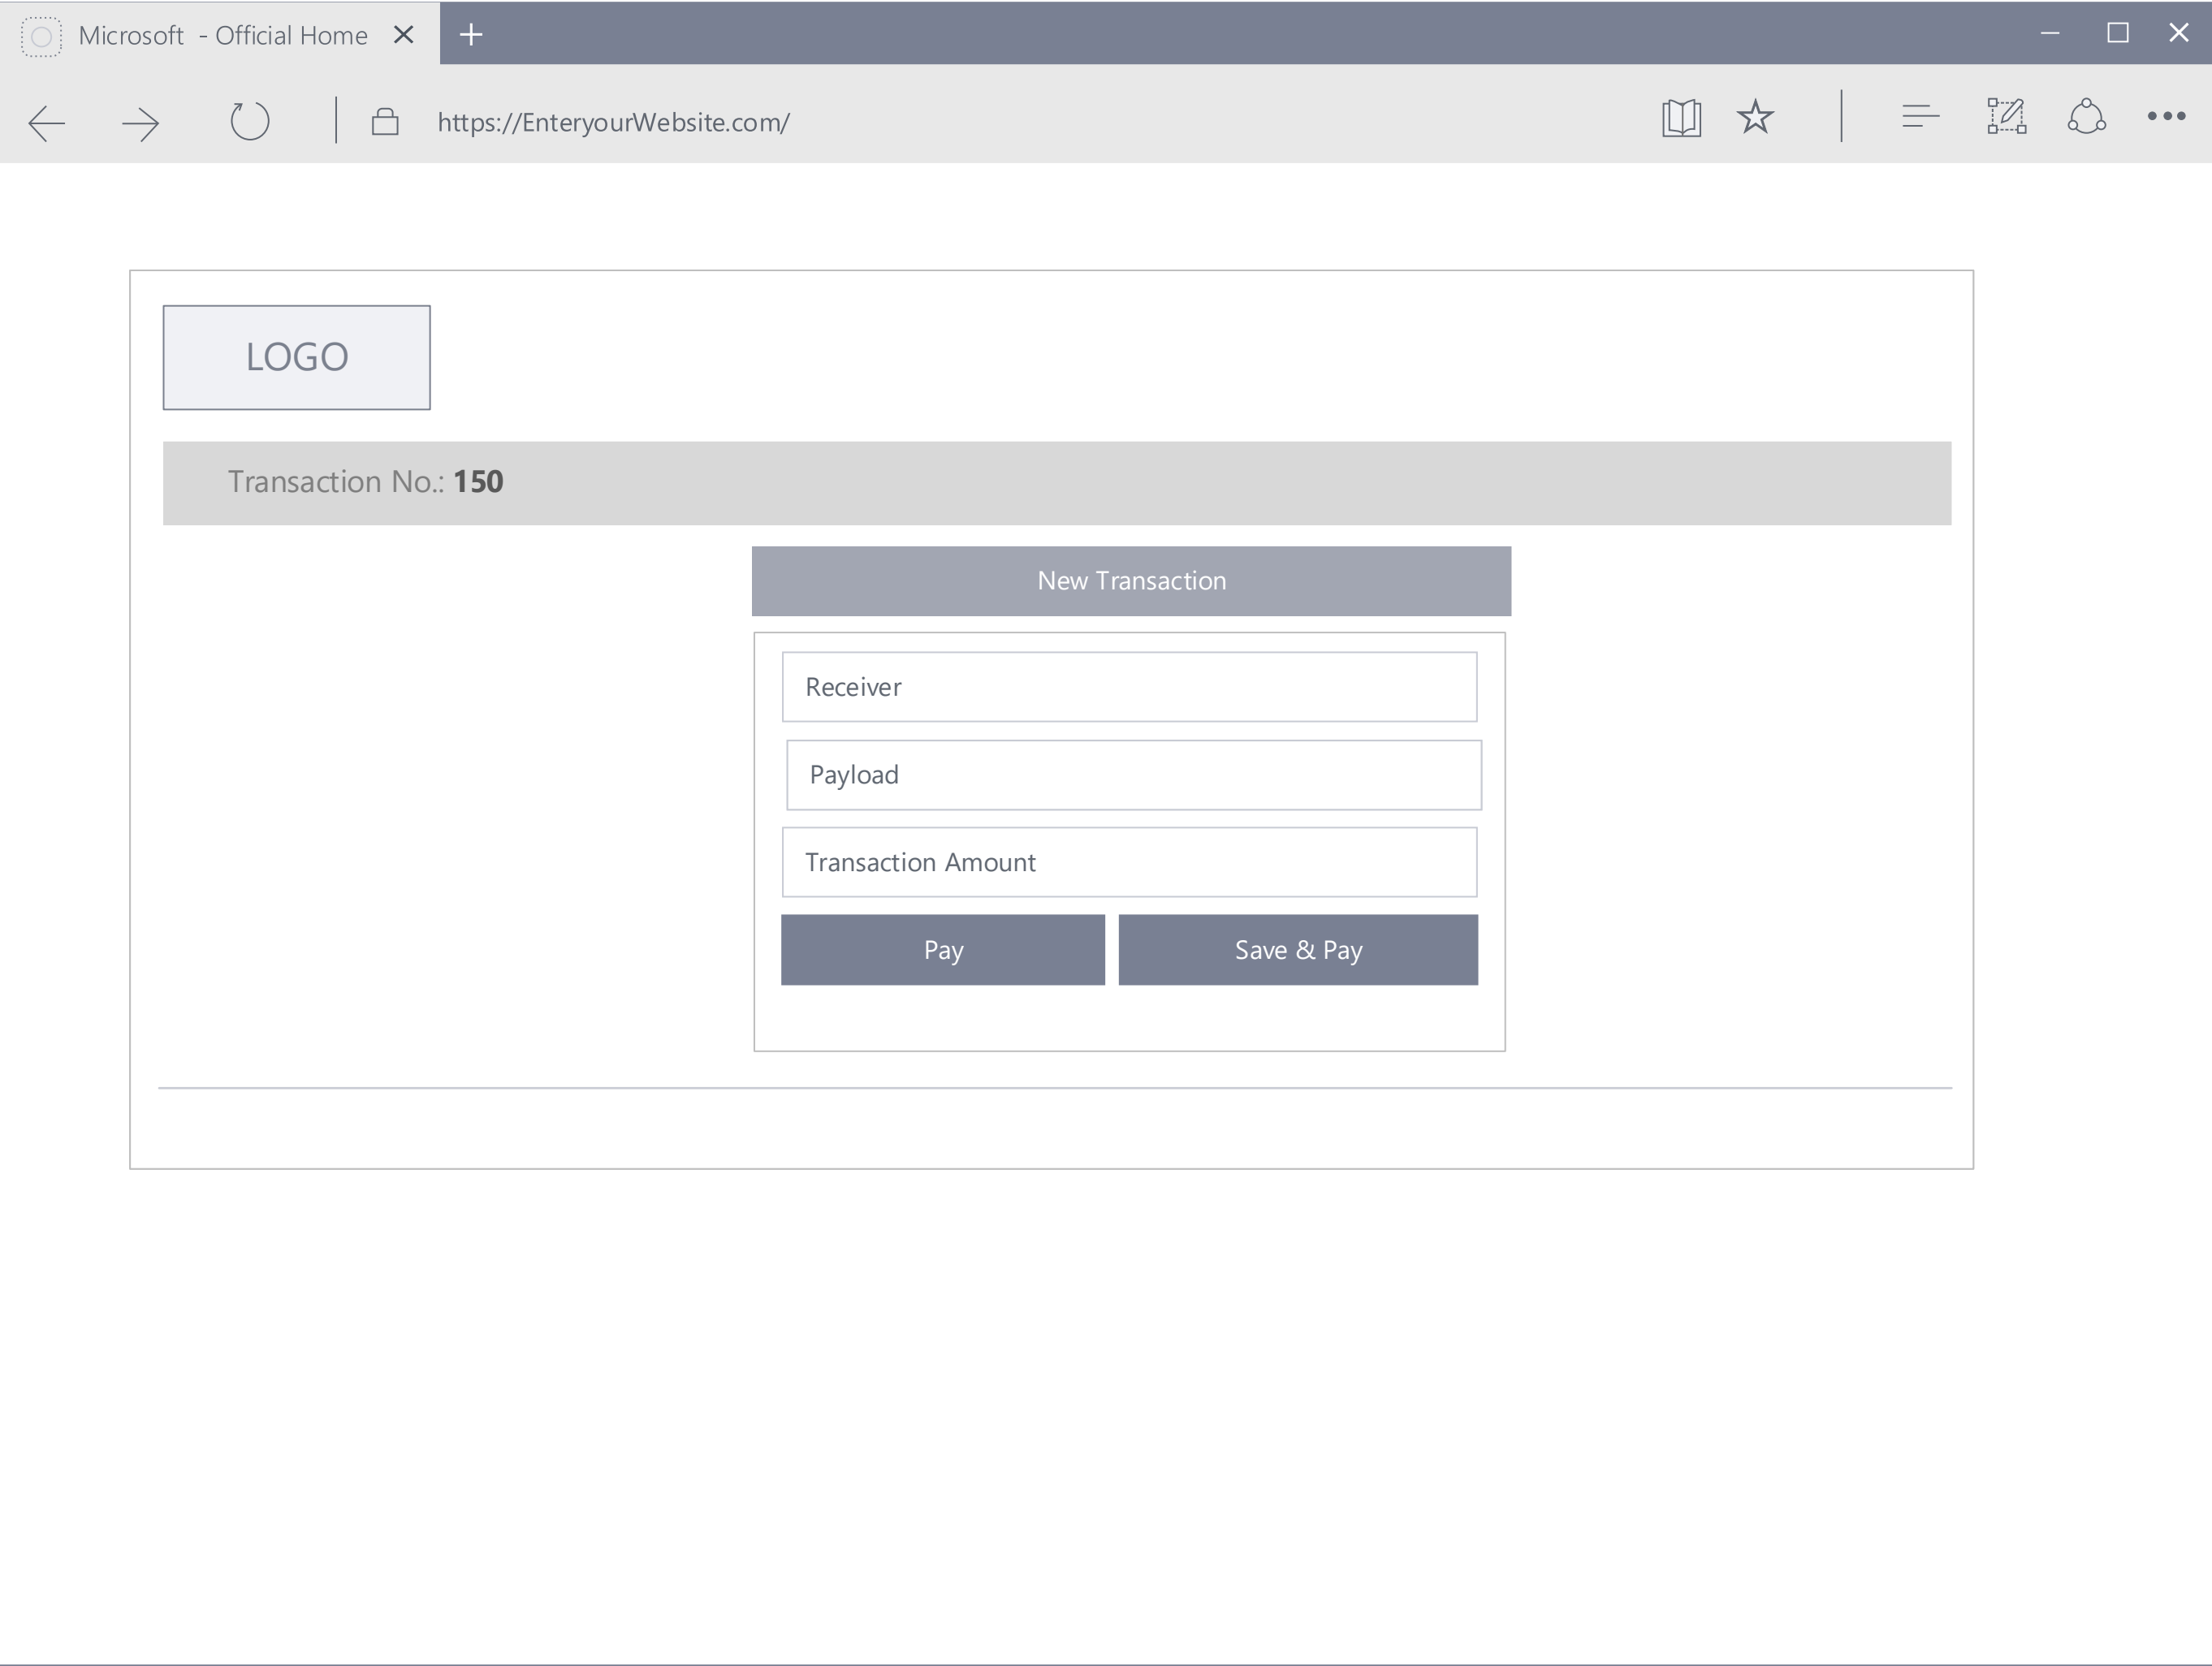 Microsoft - Official Home
https://EnteryourWebsite.com/
LOGO
Transaction No.: 150
New Transaction
Receiver
Payload
Transaction Amount
Pay
Save & Pay